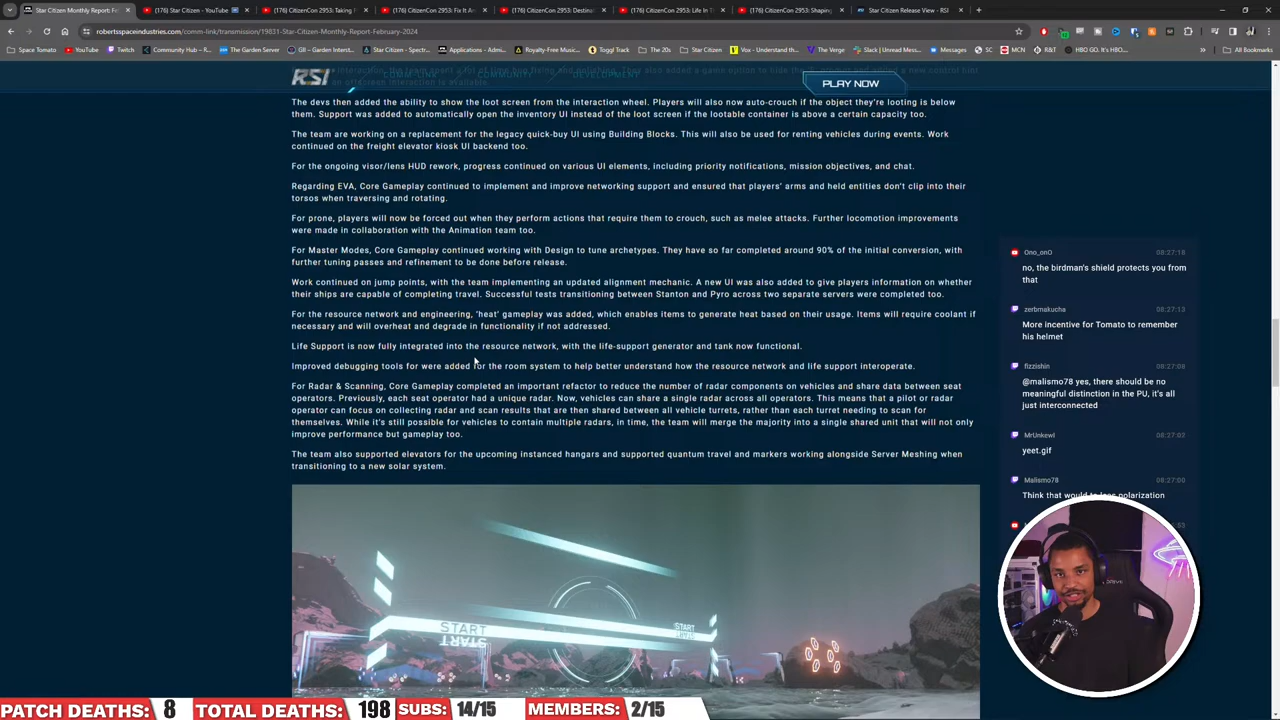 Star Citizen Monthly Report: Feb
(176) Star Citizen - YouTube
(176) CitizenCon 2953: Taking
(176) CitizenCon 2953: Fix It
(176) CitizenCon 2953: Destin
(176) CitizenCon 2953: Life In T
(176) CitizenCon 2953: Shaping
Star Citizen Release View - RSI
robertsspaceindustries.com/comm-link/transmission/19831-Star-Citizen-Monthly-Report-February-2024
Space Tomato
YouTube
Twitch
Community Hub - R
GII - Garden Interst...
Star Citizen - Spect...
Applications - Admi...
Royalty-Free Music...
Toggl Track
The 20s
Star Citizen
Vox - Understand th...
The Verge
Slack | Unread Mess...
Messages
MCN
R&T
HBO GO. It's HBO...
All Bookmarks
RSI
COMM-LINK
COMMUNITY
DEVELOPMENT
PLAY NOW
The devs then added the ability to show the loot screen from the interaction wheel. Players will also now auto-crouch if the object they're looting is below
them. Support was added to automatically open the inventory UI instead of the loot screen if the lootable container is above a certain capacity too.
The team are working on a replacement for the legacy quick-buy UI using Building Blocks. This will also be used for renting vehicles during events. Work
continued on the freight elevator kiosk UI backend too.
For the ongoing visor/lens HUD rework, progress continued on various UI elements, including priority notifications, mission objectives, and chat.
Regarding EVA, Core Gameplay continued to implement and improve networking support and ensured that players' arms and held entities don't clip into their
torsos when traversing and rotating.
For prone, players will now be forced out when they perform actions that require them to crouch, such as melee attacks. Further locomotion improvements
were made in collaboration with the Animation team too.
For Master Modes, Core Gameplay continued working with Design to tune archetypes. They have so far completed around 90% of the initial conversion, with
further tuning passes and refinement to be done before release.
Work continued on jump points, with the team implementing an updated alignment mechanic. A new UI was also added to give players information on whether
their ships are capable of completing travel. Successful tests transitioning between Stanton and Pyro across two separate servers were completed too.
For the resource network and engineering, 'heat' gameplay was added, which enables items to generate heat based on their usage. Items will require coolant if
necessary and will overheat and degrade in functionality if not addressed.
Life Support is now fully integrated into the resource network, with the life-support generator and tank now functional.
Improved debugging tools for were added for the room system to help better understand how the resource network and life support interoperate.
For Radar & Scanning, Core Gameplay completed an important refactor to reduce the number of radar components on vehicles and share data between seat
operators. Previously, each seat operator had a unique radar. Now, vehicles can share a single radar across all operators. This means that a pilot or radar
operator can focus on collecting radar and scan results that are then shared between all vehicle turrets, rather than each turret needing to scan for
themselves. While it's still possible for vehicles to contain multiple radars, in time, the team will merge the majority into a single shared unit that will not only
improve performance but gameplay too.
The team also supported elevators for the upcoming instanced hangars and supported quantum travel and markers working alongside Server Meshing when
transitioning to a new solar system.
START
START
Ono_onO 08:27:18
no, the birdman's shield protects you from
that
zerbmakucha 08:27:13
More incentive for Tomato to remember
his helmet
fizzishin 08:27:08
@malismo78 yes, there should be no
meaningful distinction in the PU, it's all
just interconnected
MrUnkewl 08:27:02
yeet.gif
Malismo78 08:27:00
Think that would to less polarization
PATCH DEATHS: 8 TOTAL DEATHS: 198 SUBS: 14/15 MEMBERS: 2/15